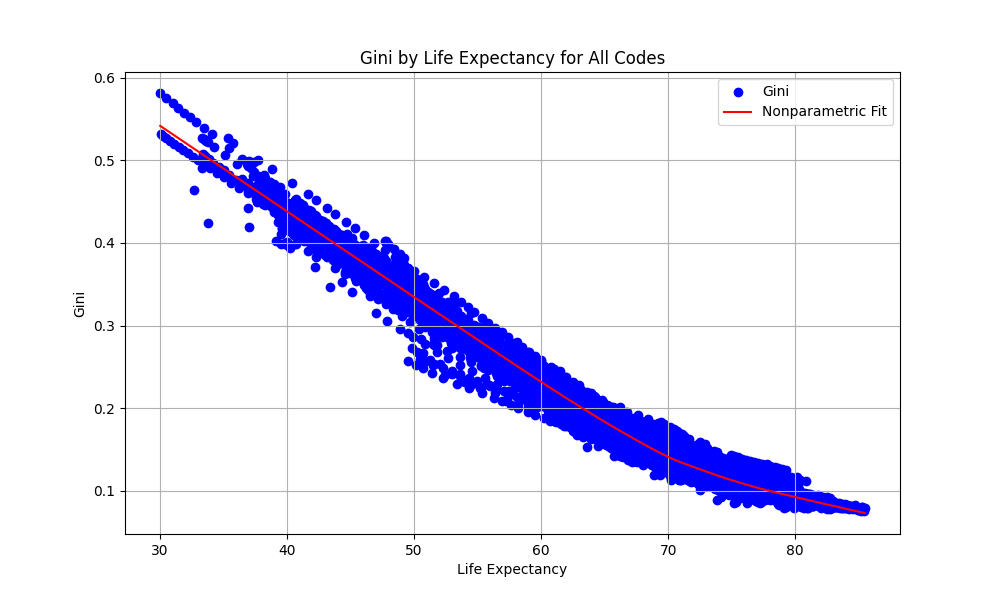 Gini by Life Expectancy for All Codes
Gini
Nonparametric Fit
0.6
0.5
0.4
0.3
0.2
0.1
Gini
30 40 50 60 70 80
Life Expectancy